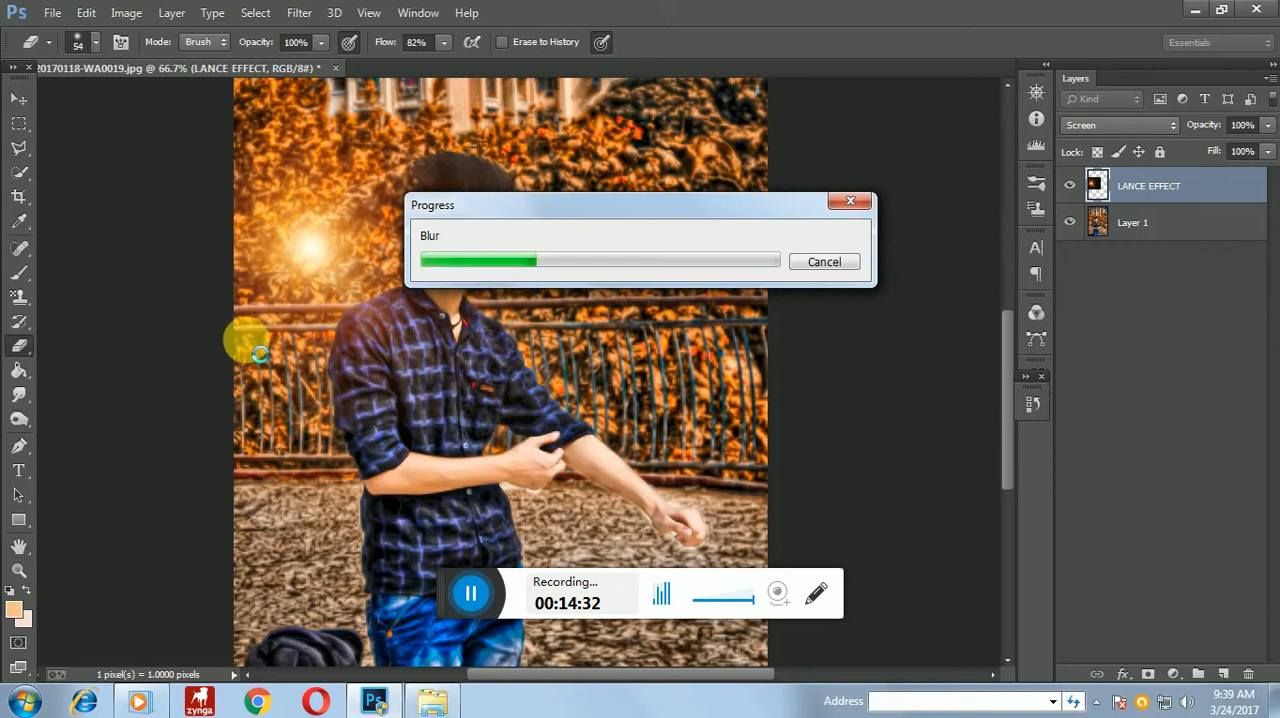 Ps File Edit Image Layer Type Select Filter 3D View Window Help
54 Mode: Brush Opacity: 100% Flow: 82% Erase to History Essentials
20170118-WA0019.jpg @ 66.7% (LANCE EFFECT, RGB/8#) * ×
Layers
Kind
Screen Opacity: 100%
Lock: Fill: 100%
LANCE EFFECT
Layer 1
Progress
Blur
Cancel
Recording...
00:14:32
1 pixel(s) = 1.0000 pixels
zynga
Ps
Address
9:39 AM
3/24/2017